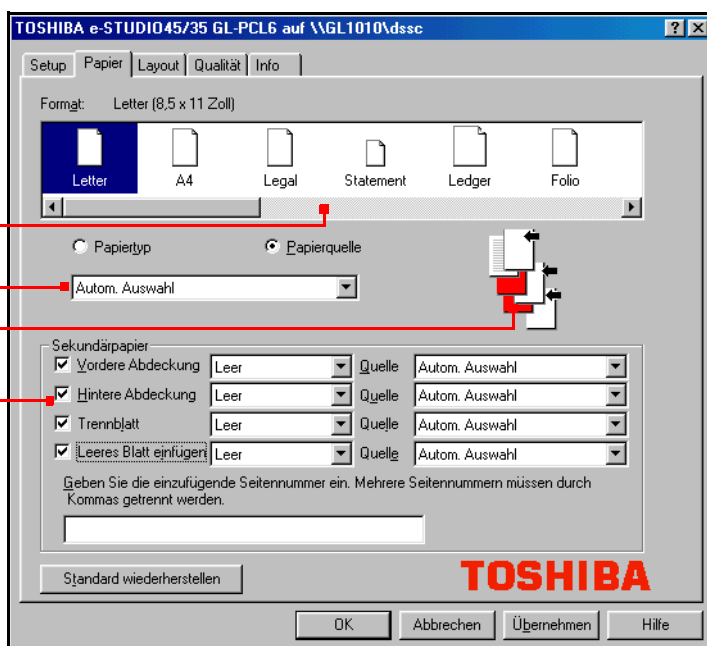 TOSHIBA e-STUDIO45/35 GL-PCL6 auf \\GL1010\dssc
Setup Papier Layout Qualität Info
Format: Letter (8,5 x 11 Zoll)
Letter A4 Legal Statement Ledger Folio
Papiertyp Papierquelle
Autom. Auswahl
Sekundärpapier
Vordere Abdeckung Leer Quelle Autom. Auswahl
Hintere Abdeckung Leer Quelle Autom. Auswahl
Trennblatt Leer Quelle Autom. Auswahl
Leeres Blatt einfügen Leer Quelle Autom. Auswahl
Geben Sie die einzufügende Seitennummer ein. Mehrere Seitennummern müssen durch
Kommas getrennt werden.
Standard wiederherstellen
TOSHIBA
OK Abbrechen Übernehmen Hilfe